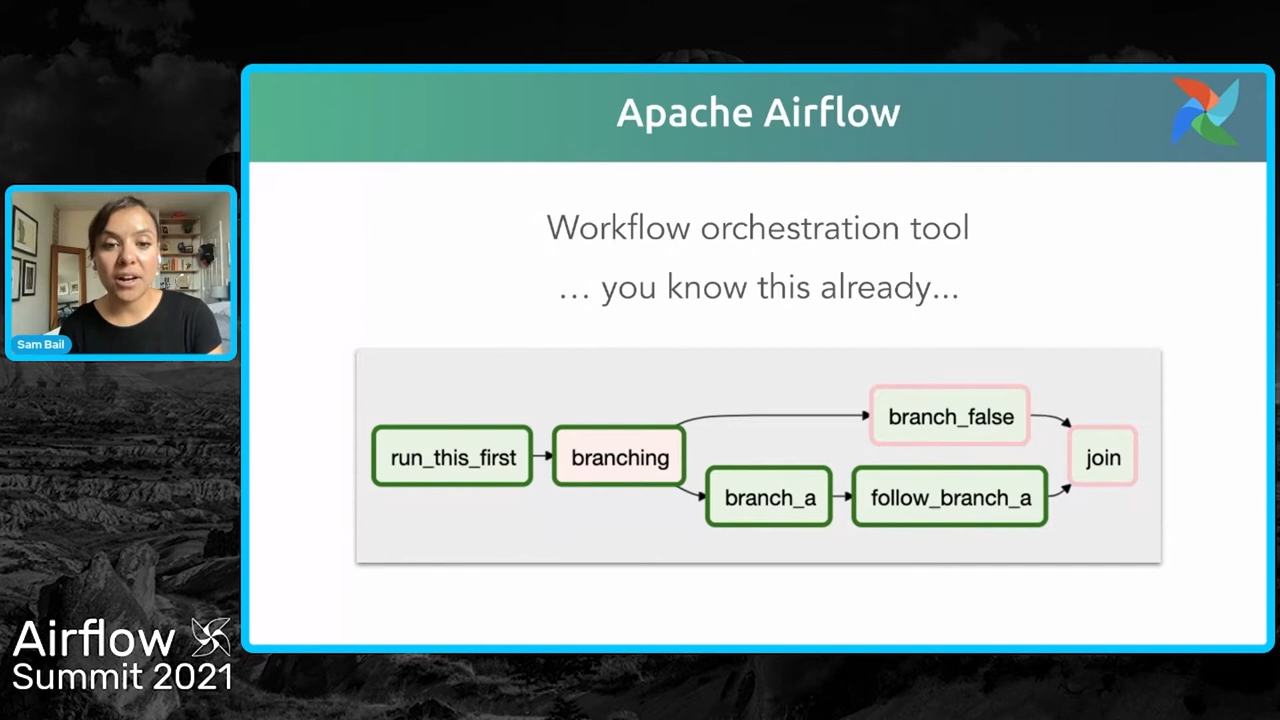 Apache Airflow
Workflow orchestration tool
… you know this already...
run_this_first
branching
branch_false
branch_a
follow_branch_a
join
Sam Bail
Airflow
Summit 2021